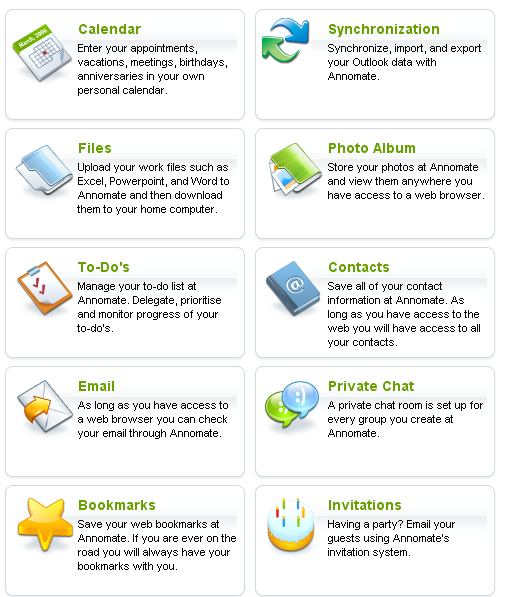 March, 2006
Calendar
Enter your appointments,
vacations, meetings, birthdays,
anniversaries in your own
personal calendar.
Synchronization
Synchronize, import, and export
your Outlook data with
Annomate.
Files
Upload your work files such as
Excel, Powerpoint, and Word to
Annomate and then download
them to your home computer.
Photo Album
Store your photos at Annomate
and view them anywhere you
have access to a web browser.
To-Do's
Manage your to-do list at
Annomate. Delegate, prioritise
and monitor progress of your
to-do's.
@
Contacts
Save all of your contact
information at Annomate. As
long as you have access to the
web you will have access to all
your contacts.
Email
As long as you have access to
a web browser you can check
your email through Annomate.
Private Chat
A private chat room is set up for
every group you create at
Annomate.
Bookmarks
Save your web bookmarks at
Annomate. If you are ever on the
road you will always have your
bookmarks with you.
Invitations
Having a party? Email your
guests using Annomate's
invitation system.